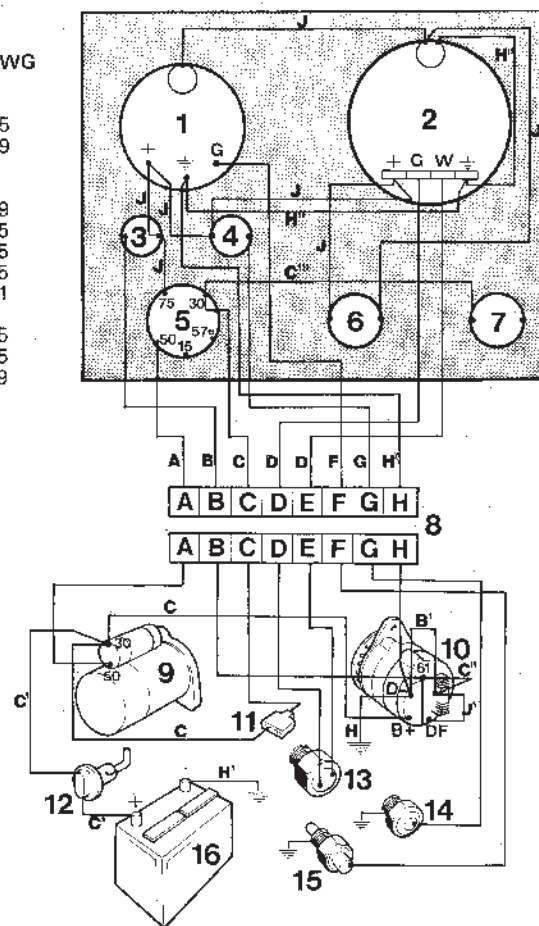 WG
5
9
9
5
5
5
1
5
5
9
J
H"
1
2
J
+ ⏚ G
+ G W ⏚
J J J
H"
3 4
J
J
C"'
75 30
5 57a
50 15
6 7
A B C D D F G H"
A B C D E F G H
8
A B C D E F G H
C
B'
10
30
50
9
61
C"
D-
J'
C'
C
11
H
B+ DF
12
H'
13
+ -
C'
14
16
15